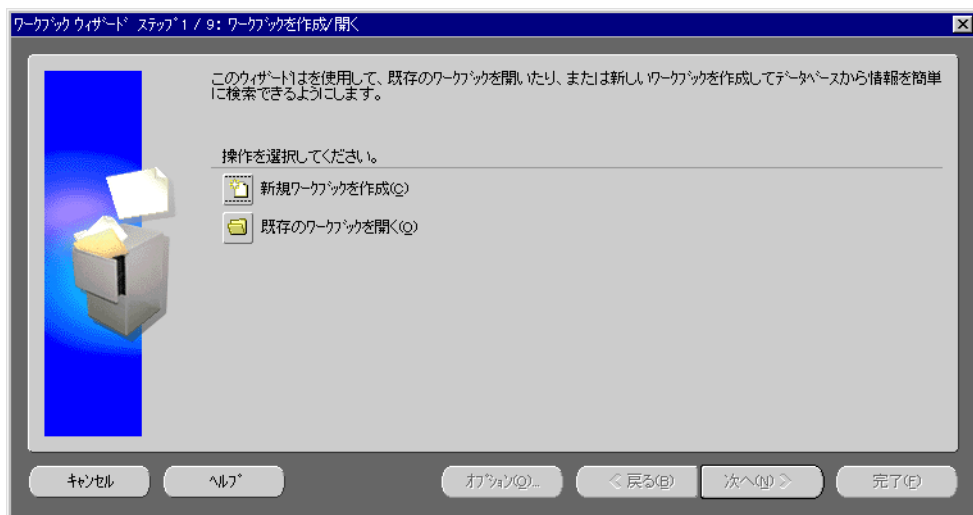 ワークブック ウィザード ステップ 1 / 9: ワークブックを作成/開く
このウィザードはを使用して、既存のワークブックを開いたり、または新しいワークブックを作成してデータベースから情報を簡単
に検索できるようにします。
操作を選択してください。
新規ワークブックを作成(C)
既存のワークブックを開く(O)
キャンセル
ヘルプ
オプション(O)...
< 戻る(B)
次へ(N) >
完了(F)